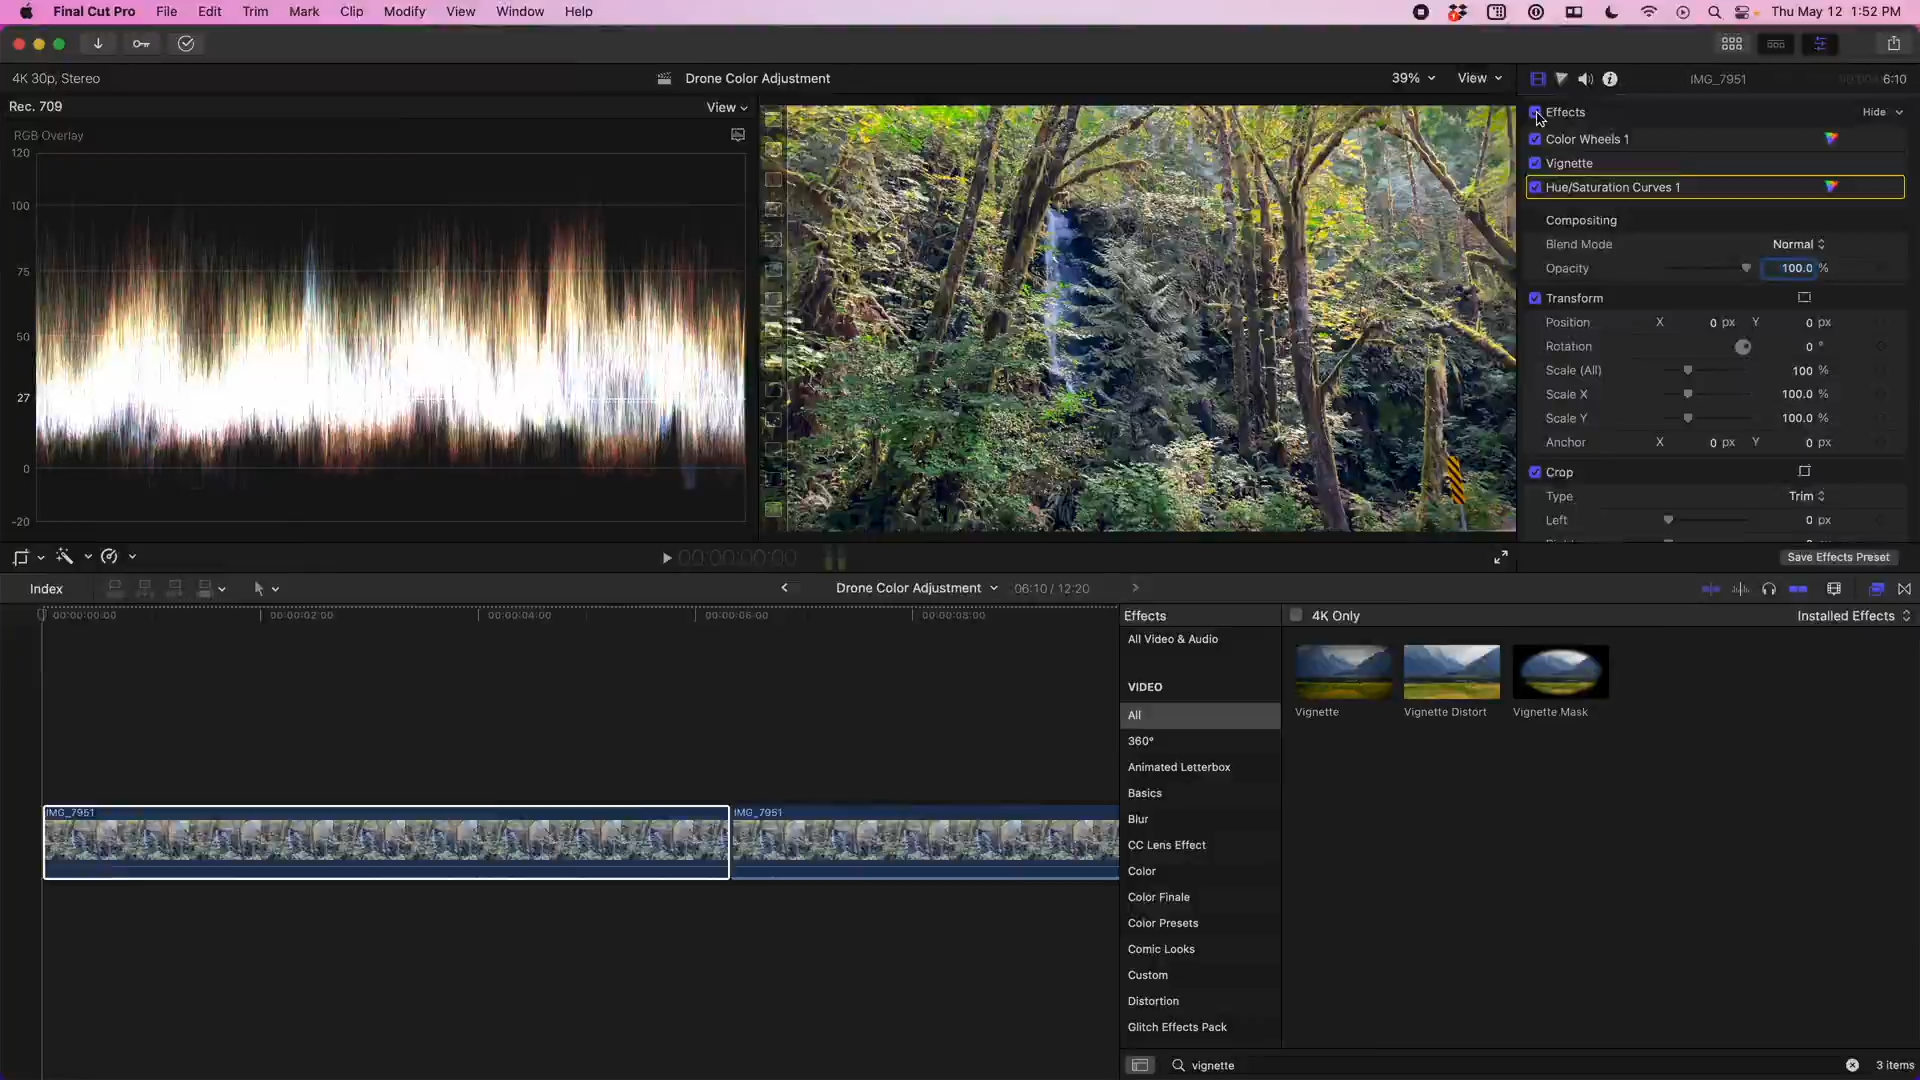 Final Cut Pro File Edit Trim Mark Clip Modify View Window Help Thu May 12 1:52 PM
4K 30p, Stereo Drone Color Adjustment 39% View IMG_7951 6:10
Rec. 709 View
Effects Hide
RGB Overlay
Color Wheels 1
120
Vignette
Hue/Saturation Curves 1
100
Compositing
Blend Mode Normal
75
Opacity 100.0 %
Transform
Position X 0 px Y 0 px
50
Rotation 0 °
Scale (All) 100 %
27
Scale X 100.0 %
Scale Y 100.0 %
Anchor X 0 px Y 0 px
0
Crop
Type Trim
-20
Left 0 px
00:00:00:00 Save Effects Preset
Index Drone Color Adjustment 06:10 / 12:20
00:00:00:00 00:00:02:00 00:00:04:00 00:00:06:00 00:00:08:00
Effects 4K Only Installed Effects
All Video & Audio
VIDEO
Vignette Vignette Distort Vignette Mask
All
360°
Animated Letterbox
Basics
IMG_7951 IMG_7951
Blur
CC Lens Effect
Color
Color Finale
Color Presets
Comic Looks
Custom
Distortion
Glitch Effects Pack
vignette 3 items